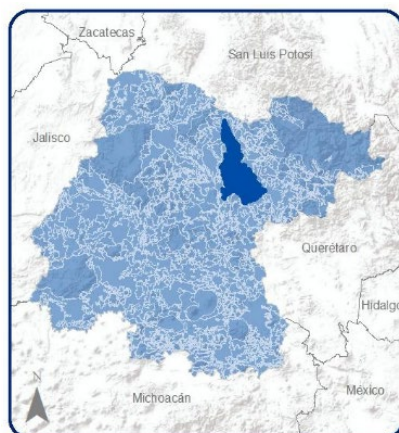 Zacatecas
San Luis Potosí
Jalisco
Querétaro
Hidalgo
N
México
Michoacán